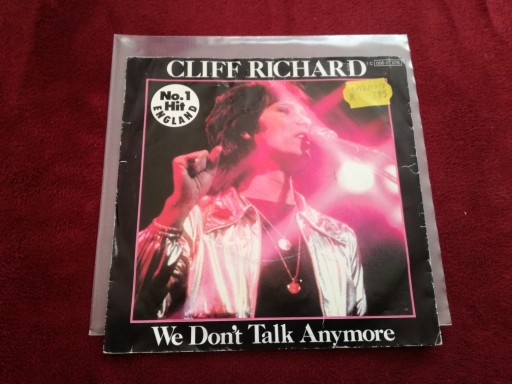 CLIFF RICHARD
No.1
Hit
ENGLAND
We Don't Talk Anymore